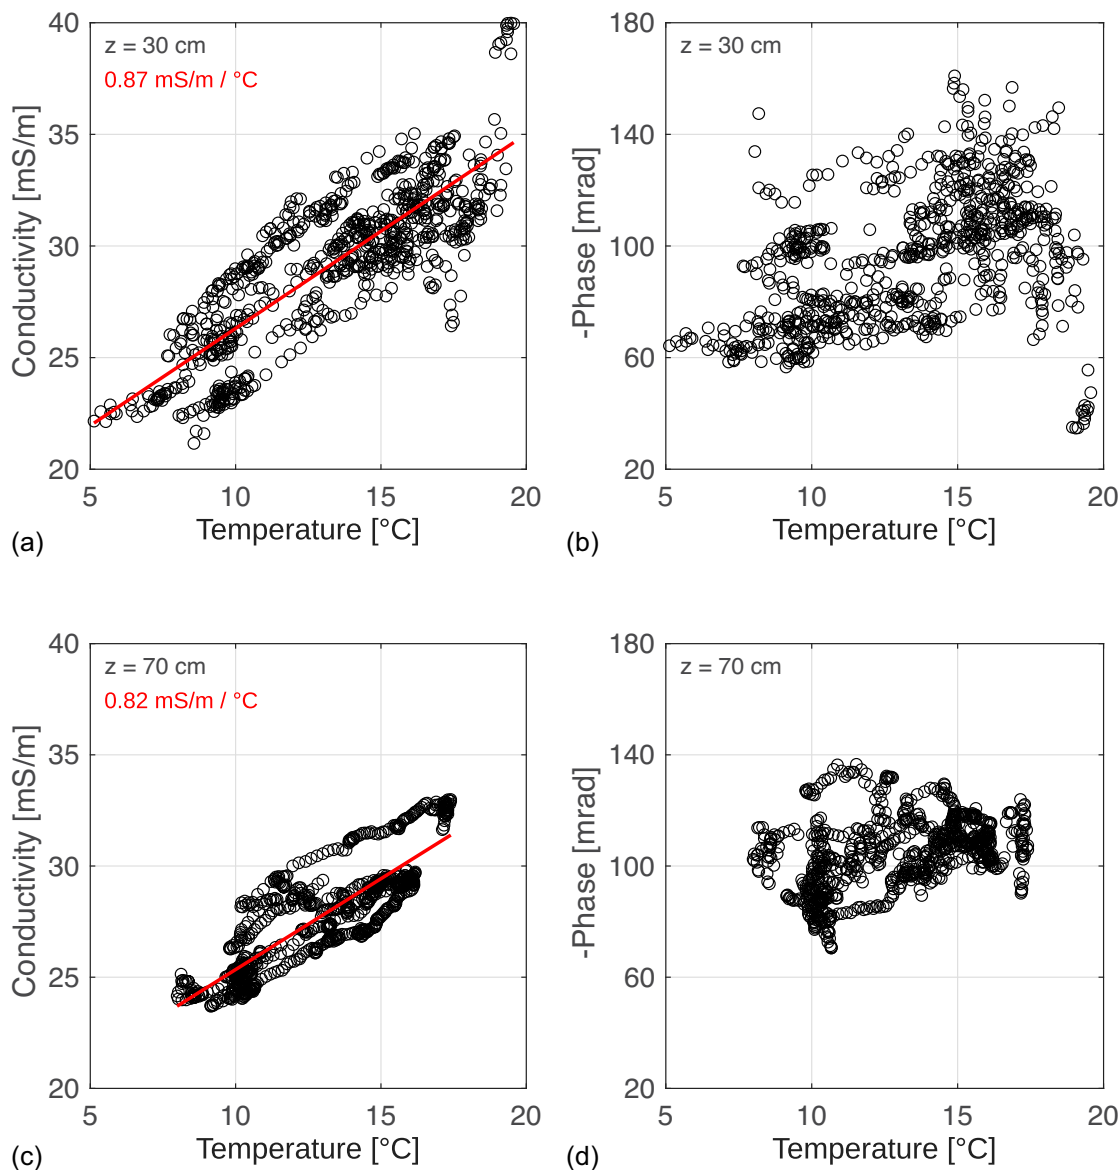 40
35
30
25
20
Conductivity [mS/m]
z = 30 cm
0.87 mS/m / °C
5
10
15
20
Temperature [°C]
(a)
180
140
100
60
20
-Phase [mrad]
z = 30 cm
5
10
15
20
Temperature [°C]
(b)
40
35
30
25
20
Conductivity [mS/m]
z = 70 cm
0.82 mS/m / °C
5
10
15
20
Temperature [°C]
(c)
180
140
100
60
20
-Phase [mrad]
z = 70 cm
5
10
15
20
Temperature [°C]
(d)